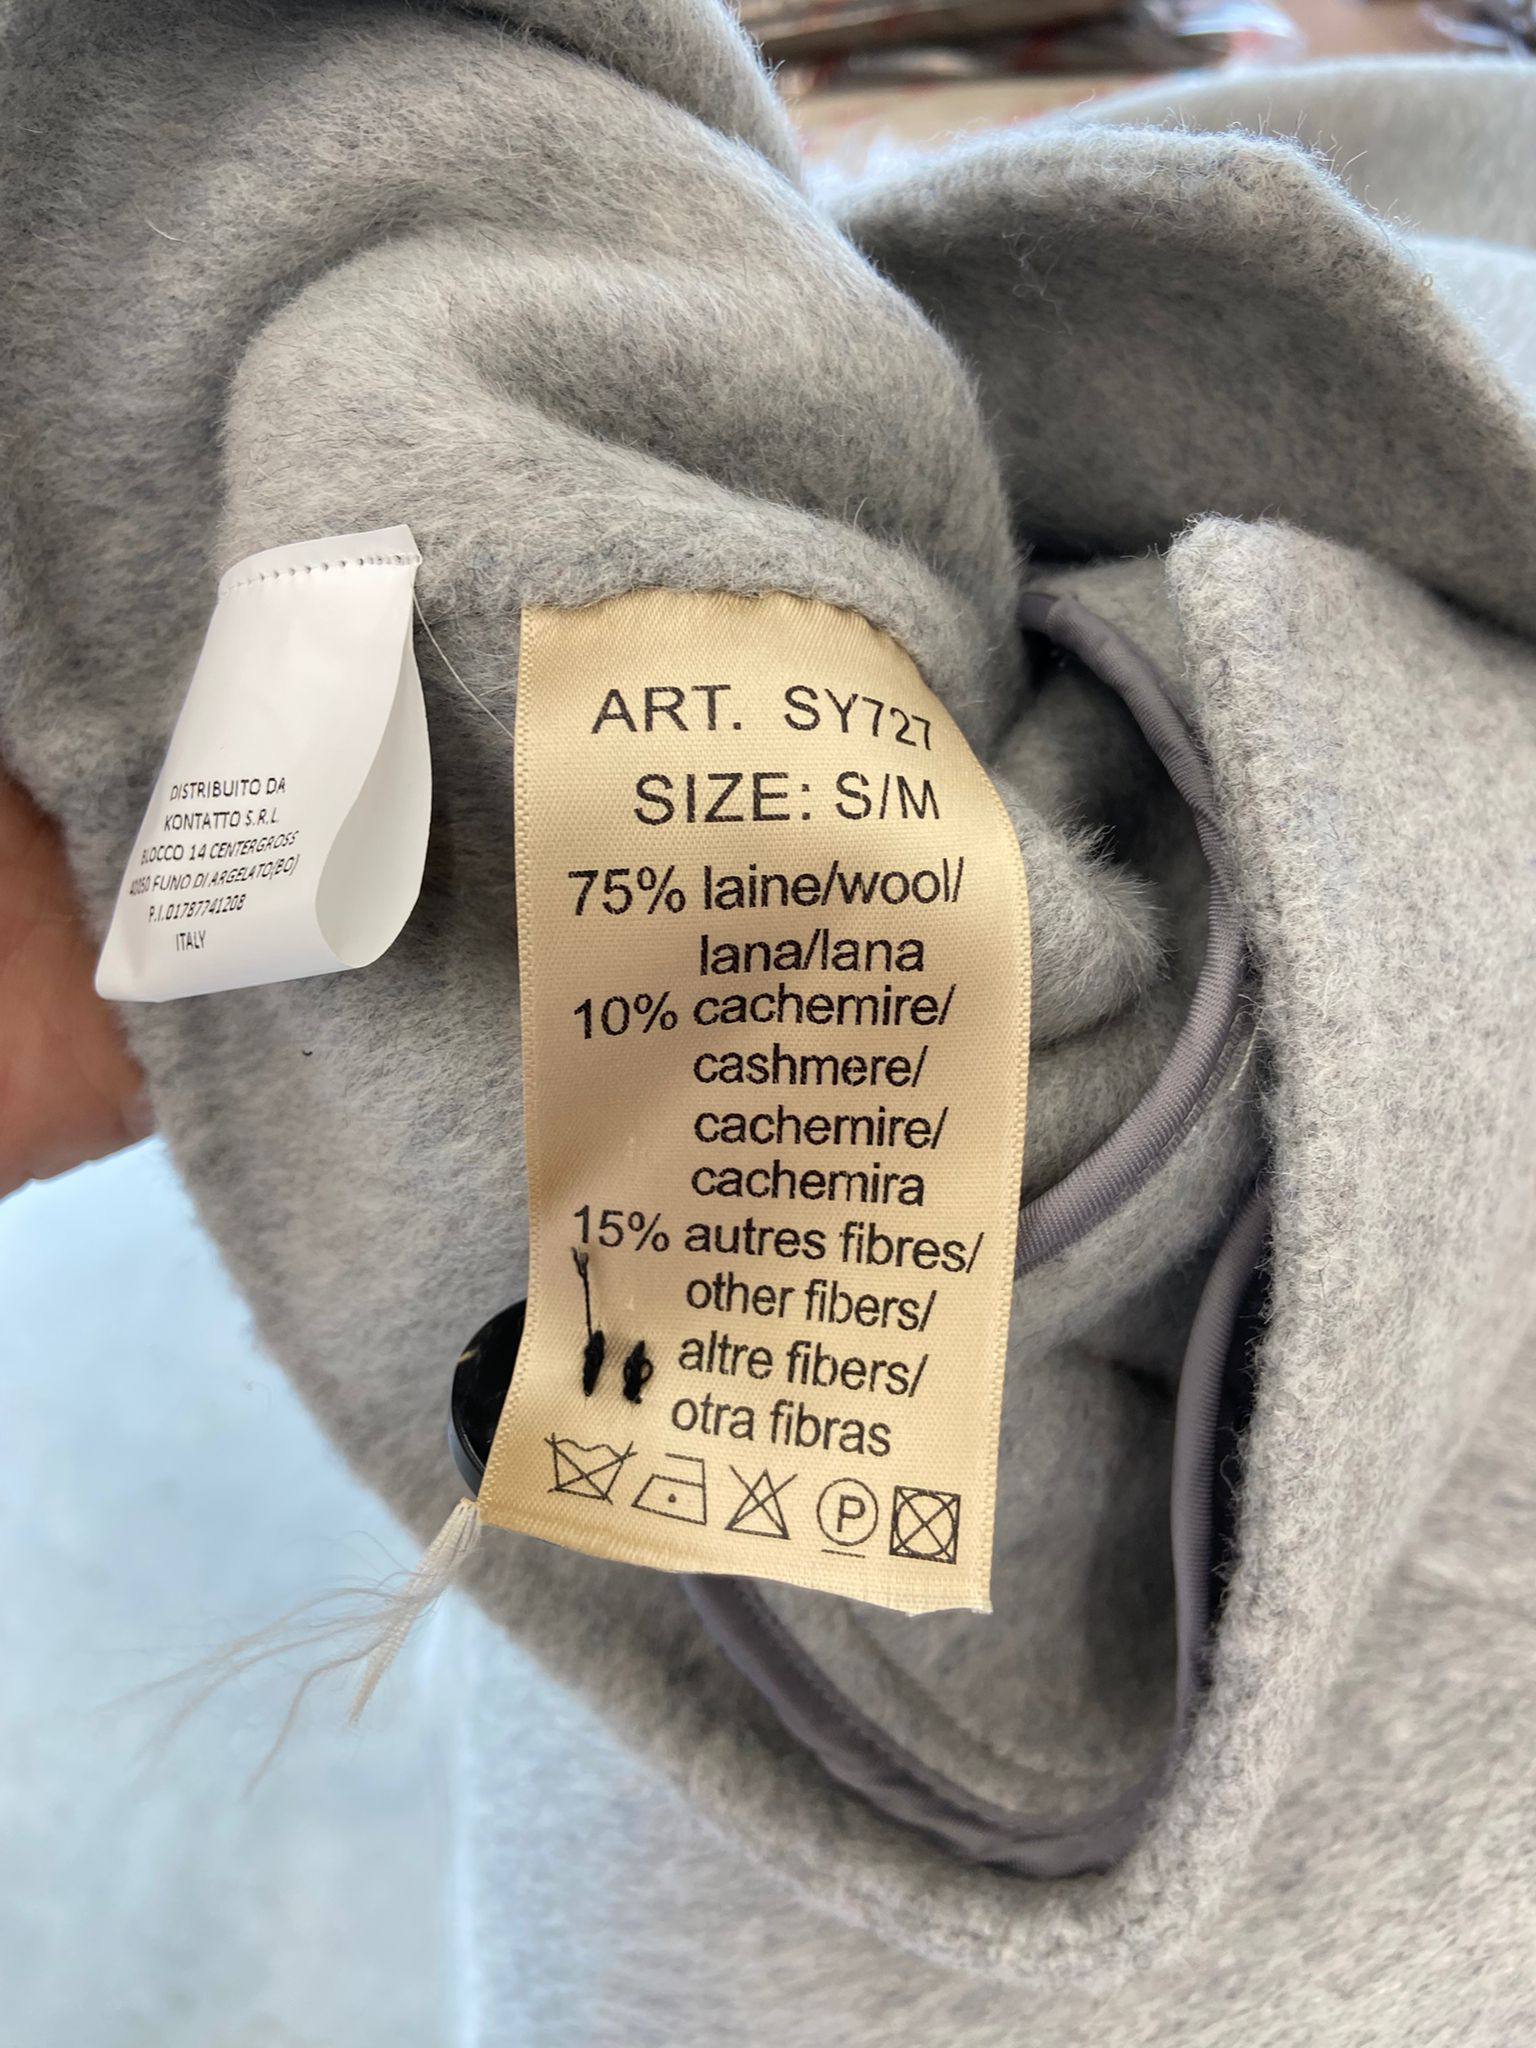 DISTRIBUITO DA
KONTATTO S.R.L.
BLOCCO 14 CENTERGROSS
40050 FUNO DI ARGELATO(BO)
P.I.01787741208
ITALY
ART. SY727
SIZE: S/M
75% laine/wool/
lana/lana
10% cachemire/
cashmere/
cachemire/
cachemira
15% autres fibres/
other fibers/
altre fibers/
otra fibras
P